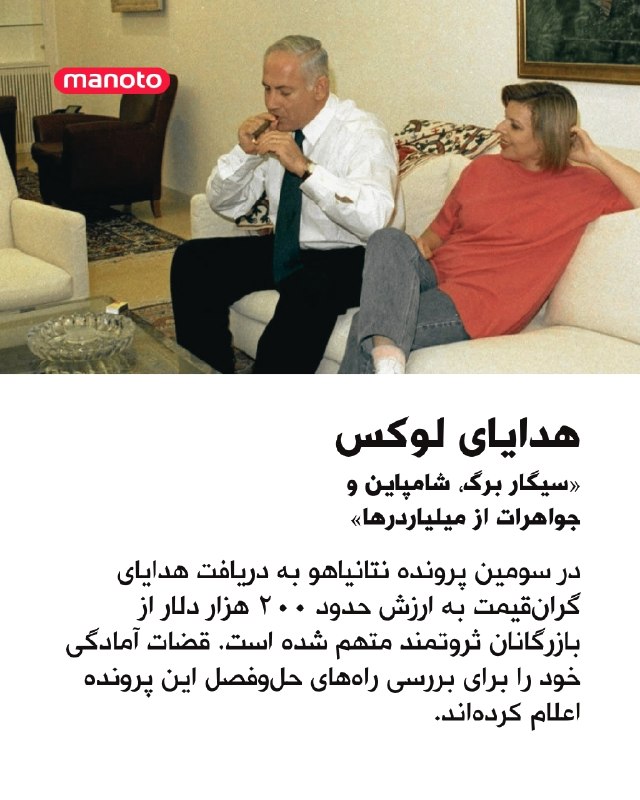 manoto
هدایای لوکس
«سیگار برگ، شامپاین و
جواهرات از میلیاردرها»
در سومین پرونده نتانیاهو به دریافت هدایای
گران‌قیمت به ارزش حدود ۲۰۰ هزار دلار از
بازرگانان ثروتمند متهم شده است. قضات آمادگی
خود را برای بررسی راه‌های حل‌وفصل این پرونده
اعلام کرده‌اند.